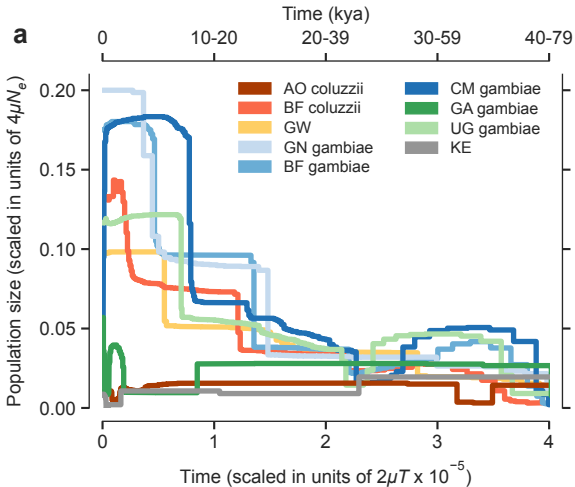 a
Time (kya)
0 10-20 20-39 30-59 40-79
Population size (scaled in units of 4μNₑ)
0.20
0.15
0.10
0.05
0.00
AO coluzzii
BF coluzzii
GW
GN gambiae
BF gambiae
CM gambiae
GA gambiae
UG gambiae
KE
0 1 2 3 4
Time (scaled in units of 2μT x 10⁻⁵)